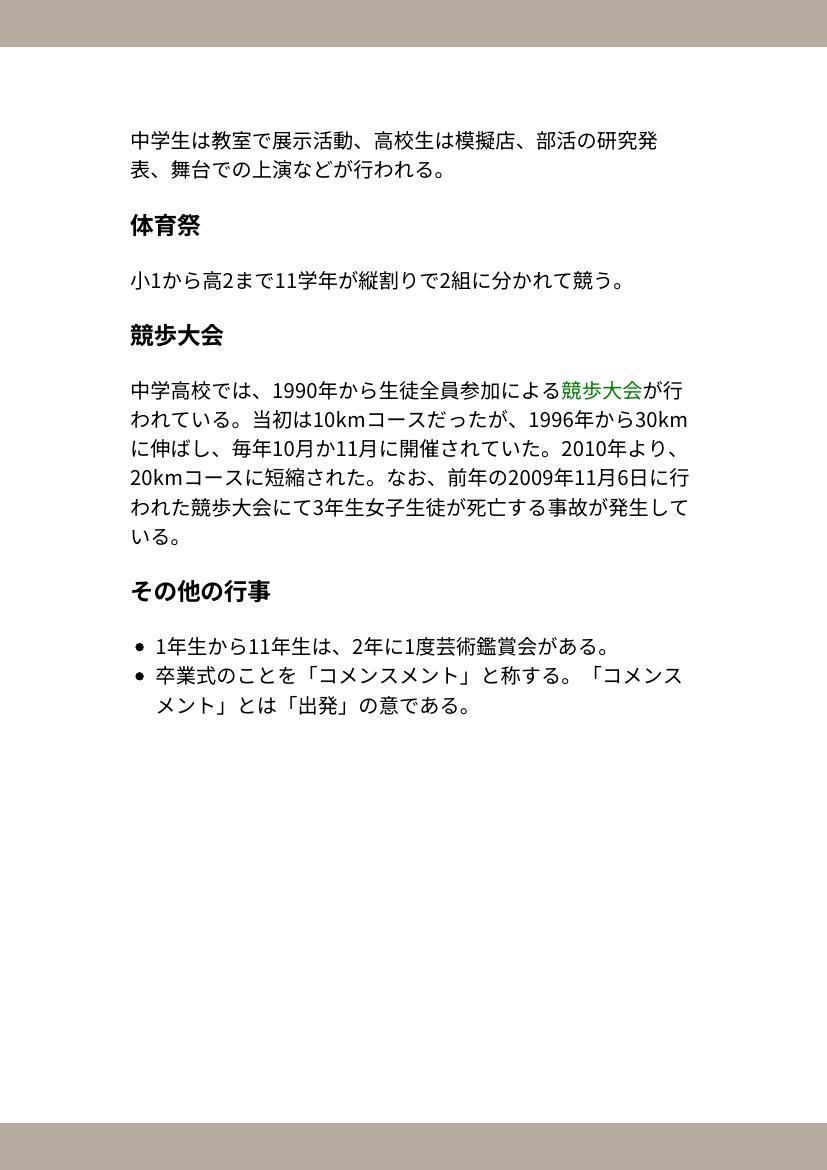 中学生は教室で展示活動、高校生は模擬店、部活の研究発
表、舞台での上演などが行われる。
体育祭
小1から高2まで11学年が縦割りで2組に分かれて競う。
競歩大会
中学高校では、1990年から生徒全員参加による競歩大会が行
われている。当初は10kmコースだったが、1996年から30km
に伸ばし、毎年10月か11月に開催されていた。2010年より、
20kmコースに短縮された。なお、前年の2009年11月6日に行
われた競歩大会にて3年生女子生徒が死亡する事故が発生して
いる。
その他の行事
• 1年生から11年生は、2年に1度芸術鑑賞会がある。
• 卒業式のことを「コメンスメント」と称する。「コメンス
メント」とは「出発」の意である。